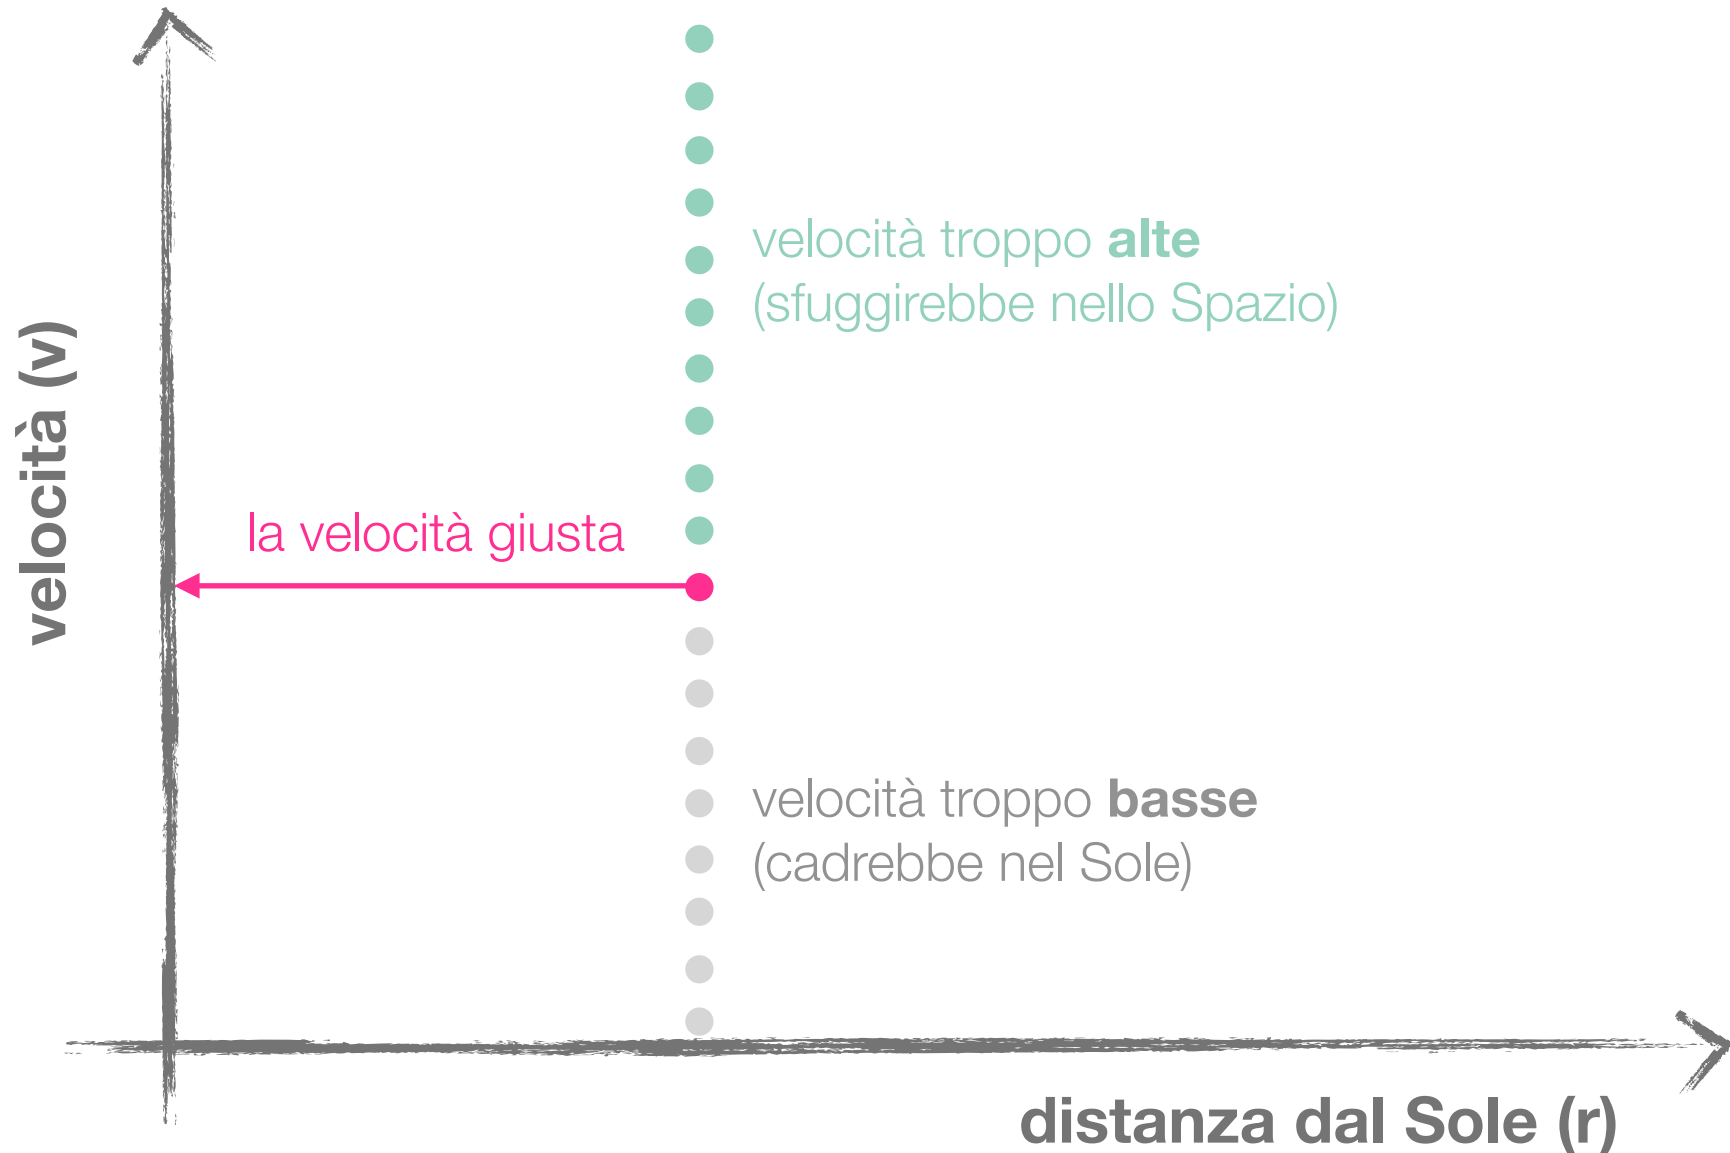 velocità (v)
velocità troppo alte
(sfuggirebbe nello Spazio)
la velocità giusta
velocità troppo basse
(cadrebbe nel Sole)
distanza dal Sole (r)